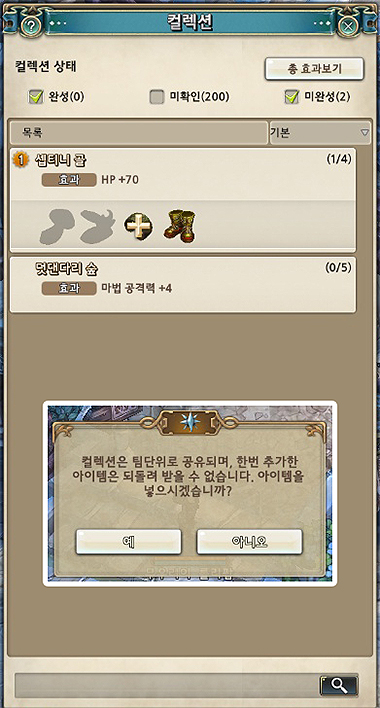 컬렉션
컬렉션 상태
총 효과보기
완성(0)
미확인(200)
미완성(2)
목록
기본
1
셉티니 골
(1/4)
효과
HP +70
멋댄다리 숲
(0/5)
효과
마법 공격력 +4
컬렉션은 팀단위로 공유되며, 한번 추가한
아이템은 되돌려 받을 수 없습니다. 아이템을
넣으시겠습니까?
예
아니오